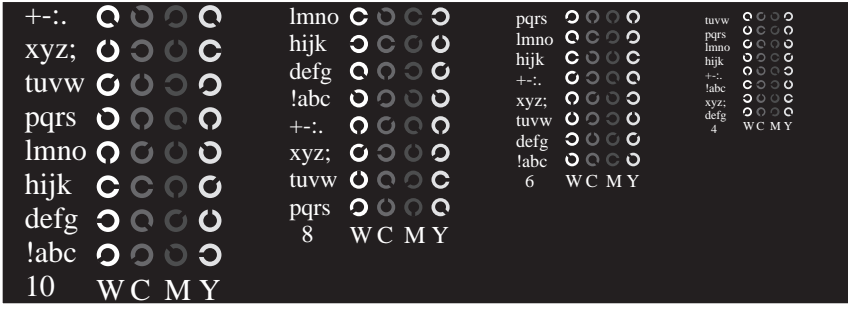 +-:.
xyz;
tuvw
pqrs
lmno
hijk
defg
!abc
10 W C M Y
lmno
hijk
defg
!abc
+-:.
xyz;
tuvw
pqrs
8 W C M Y
pqrs
lmno
hijk
+-:.
xyz;
tuvw
defg
!abc
6 W C M Y
tuvw
pqrs
lmno
hijk
+-:.
!abc
xyz;
defg
4 W C M Y